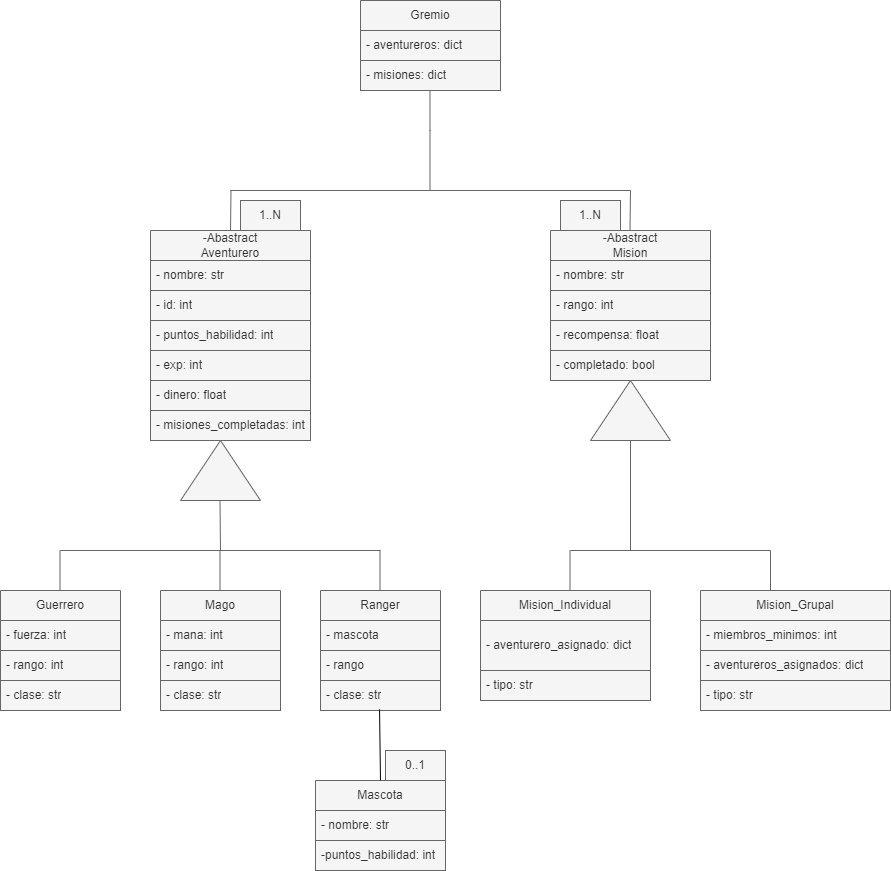 Gremio
- aventureros: dict
- misiones: dict
1..N
-Abastract
Aventurero
- nombre: str
- id: int
- puntos_habilidad: int
- exp: int
- dinero: float
- misiones_completadas: int
1..N
-Abastract
Mision
- nombre: str
- rango: int
- recompensa: float
- completado: bool
Guerrero
- fuerza: int
- rango: int
- clase: str
Mago
- mana: int
- rango: int
- clase: str
Ranger
- mascota
- rango
- clase: str
Mision_Individual
- aventurero_asignado: dict
- tipo: str
Mision_Grupal
- miembros_minimos: int
- aventureros_asignados: dict
- tipo: str
0..1
Mascota
- nombre: str
-puntos_habilidad: int